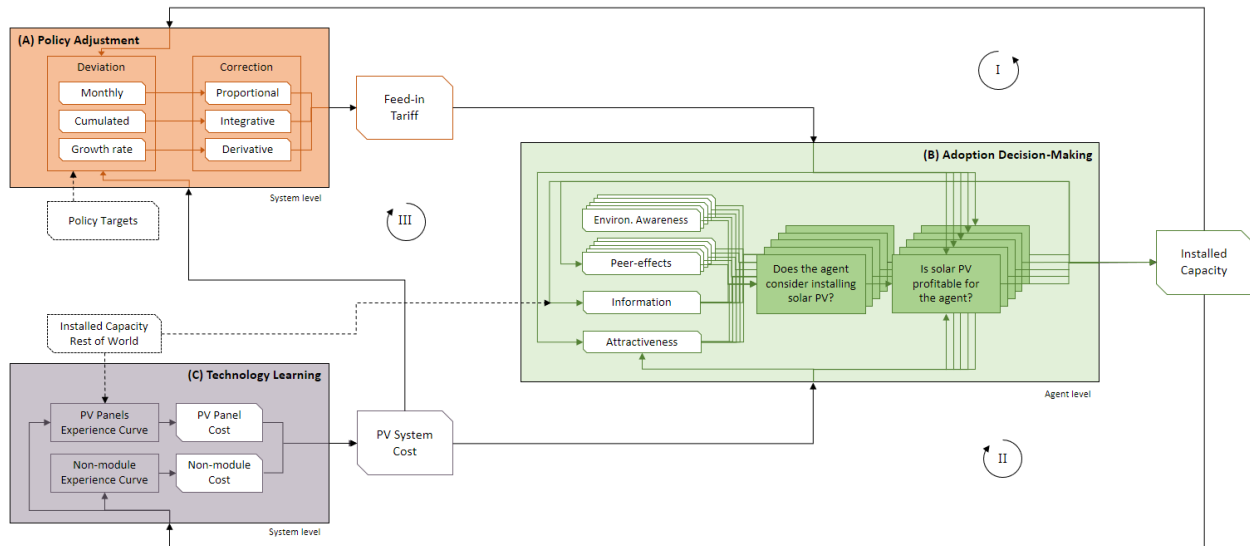 (A) Policy Adjustment
Deviation
Correction
Monthly
Proportional
Cumulated
Integrative
Growth rate
Derivative
System level
Policy Targets
Feed-in
Tariff
I
III
(B) Adoption Decision-Making
Environ. Awareness
Peer-effects
Information
Attractiveness
Does the agent
consider installing
solar PV?
Is solar PV
profitable for
the agent?
Agent level
Installed
Capacity
Installed Capacity
Rest of World
(C) Technology Learning
PV Panels
Experience Curve
PV Panel
Cost
Non-module
Experience Curve
Non-module
Cost
System level
PV System
Cost
II